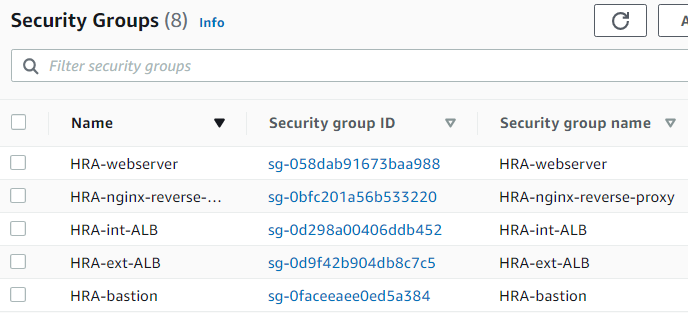 Security Groups (8) Info
Filter security groups
Name Security group ID Security group name
HRA-webserver sg-058dab91673baa988 HRA-webserver
HRA-nginx-reverse-... sg-0bfc201a56b533220 HRA-nginx-reverse-proxy
HRA-int-ALB sg-0d298a00406ddb452 HRA-int-ALB
HRA-ext-ALB sg-0d9f42b904db8c7c5 HRA-ext-ALB
HRA-bastion sg-0faceeaee0ed5a384 HRA-bastion